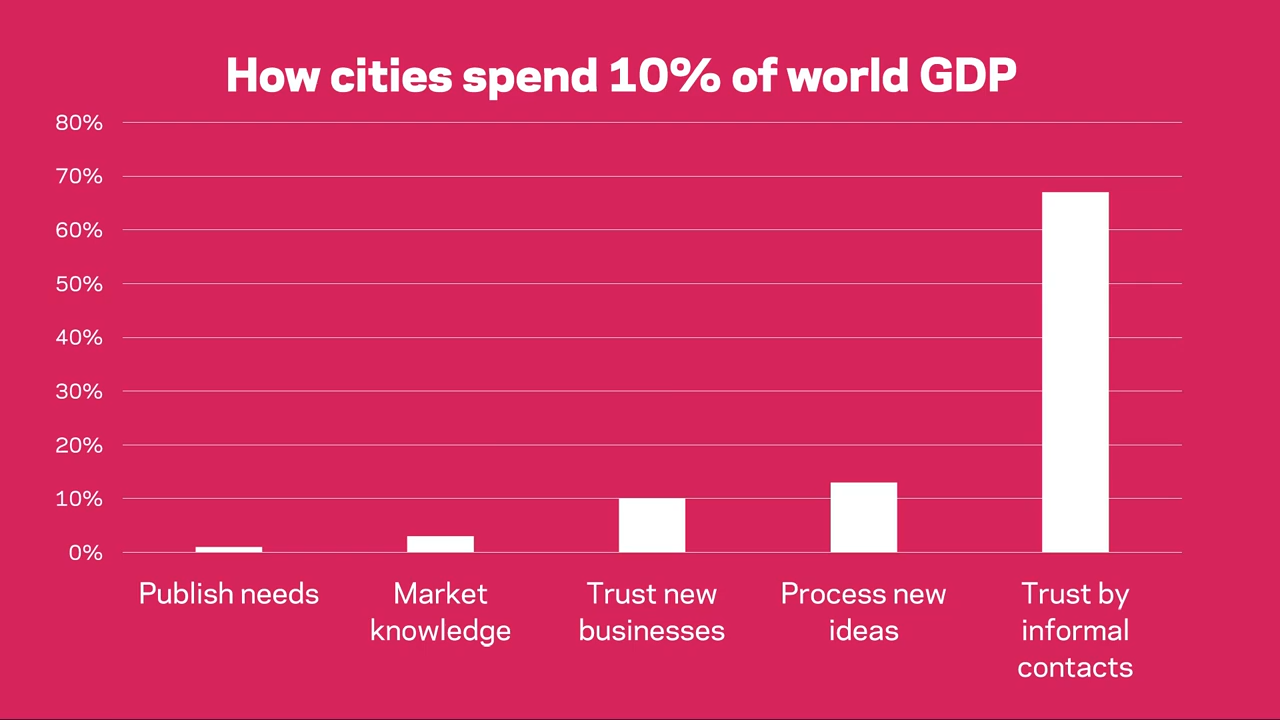 How cities spend 10% of world GDP
80%
70%
60%
50%
40%
30%
20%
10%
0%
Publish needs
Market
knowledge
Trust new
businesses
Process new
ideas
Trust by
informal
contacts